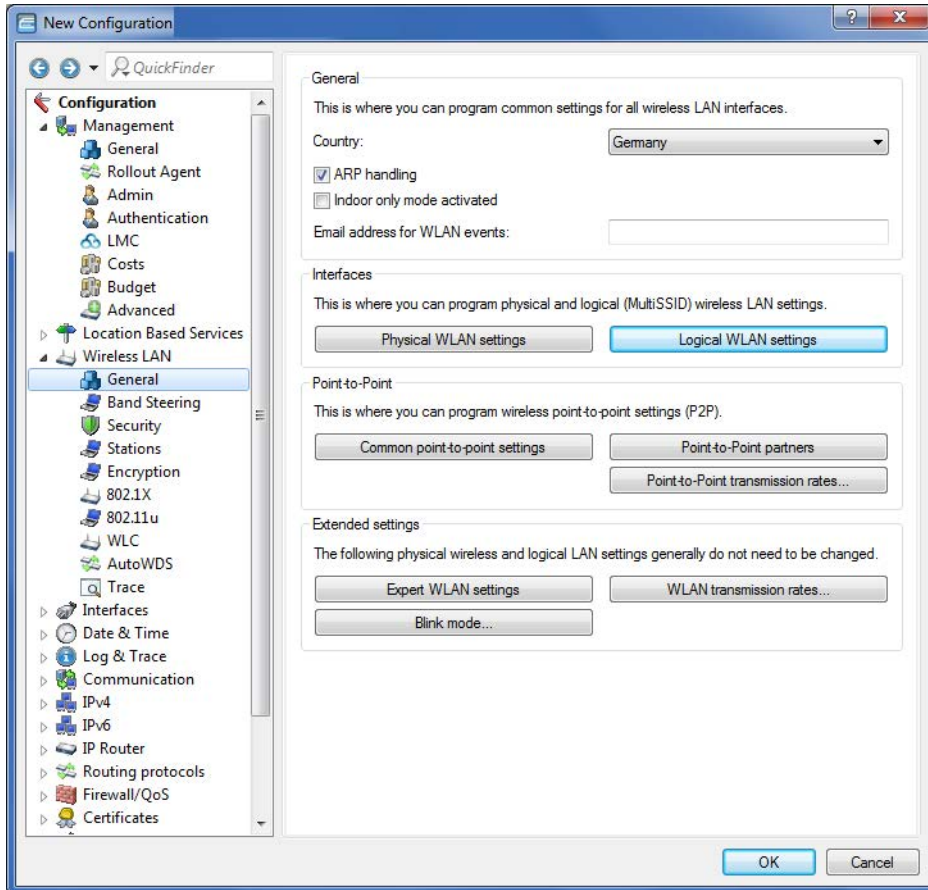 New Configuration
QuickFinder
Configuration
Management
General
Rollout Agent
Admin
Authentication
LMC
Costs
Budget
Advanced
Location Based Services
Wireless LAN
General
Band Steering
Security
Stations
Encryption
802.1X
802.11u
WLC
AutoWDS
Trace
Interfaces
Date & Time
Log & Trace
Communication
IPv4
IPv6
IP Router
Routing protocols
Firewall/QoS
Certificates
General
This is where you can program common settings for all wireless LAN interfaces.
Country: Germany
ARP handling
Indoor only mode activated
Email address for WLAN events:
Interfaces
This is where you can program physical and logical (MultiSSID) wireless LAN settings.
Physical WLAN settings Logical WLAN settings
Point-to-Point
This is where you can program wireless point-to-point settings (P2P).
Common point-to-point settings Point-to-Point partners
Point-to-Point transmission rates...
Extended settings
The following physical wireless and logical LAN settings generally do not need to be changed.
Expert WLAN settings WLAN transmission rates...
Blink mode...
OK Cancel